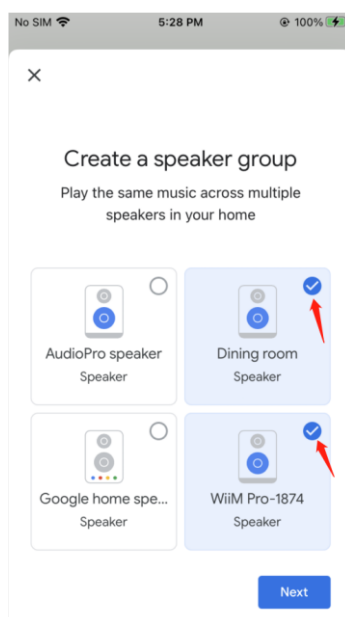 No SIM 5:28 PM 100%
Create a speaker group
Play the same music across multiple
speakers in your home
AudioPro speaker
Speaker
Dining room
Speaker
Google home spe...
Speaker
WiiM Pro-1874
Speaker
Next